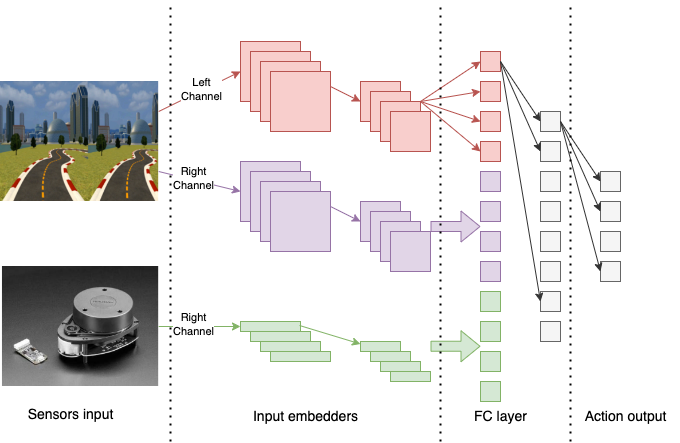 Left
Channel
Right
Channel
Right
Channel
Sensors input
Input embedders
FC layer
Action output